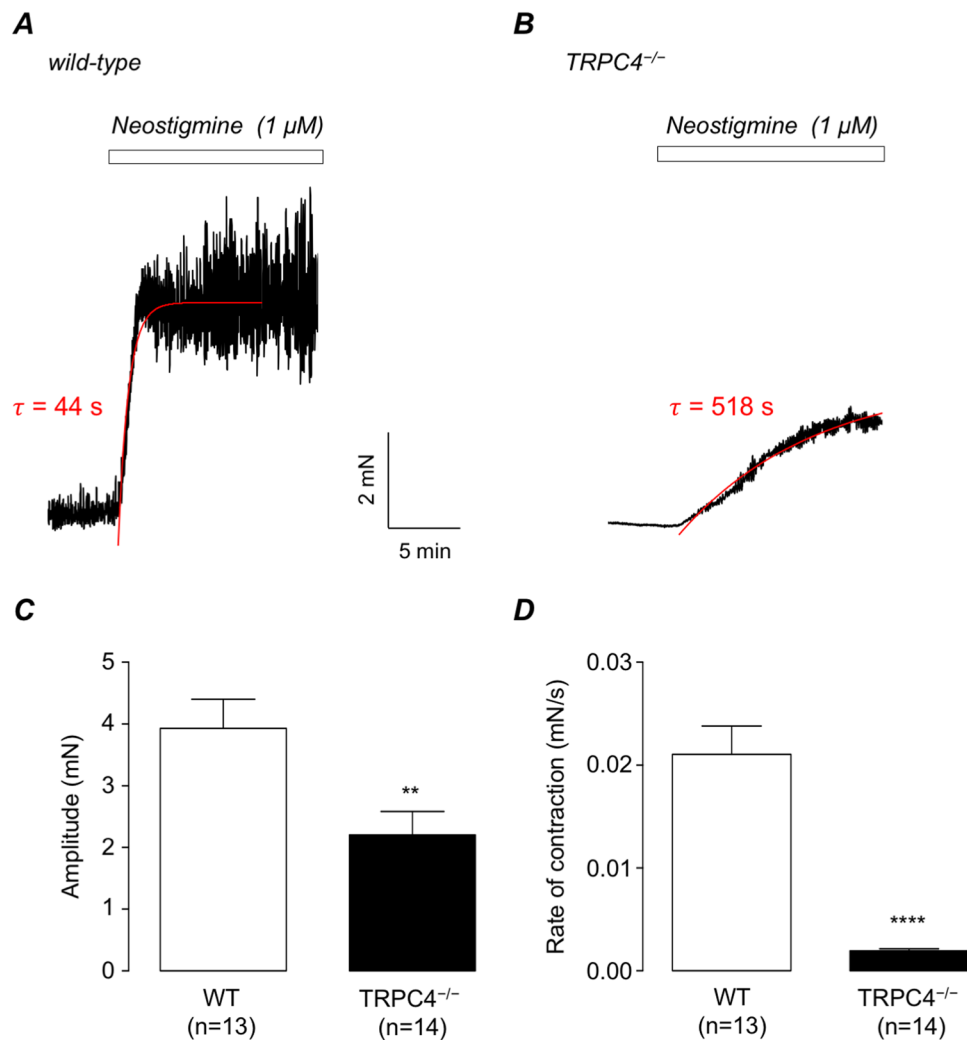 A
wild-type
Neostigmine (1 µM)
τ = 44 s
2 mN
5 min
B
TRPC4⁻/⁻
Neostigmine (1 µM)
τ = 518 s
C
Amplitude (mN)
5
4
3
2
1
0
**
WT
(n=13)
TRPC4⁻/⁻
(n=14)
D
Rate of contraction (mN/s)
0.03
0.02
0.01
0.00
****
WT
(n=13)
TRPC4⁻/⁻
(n=14)